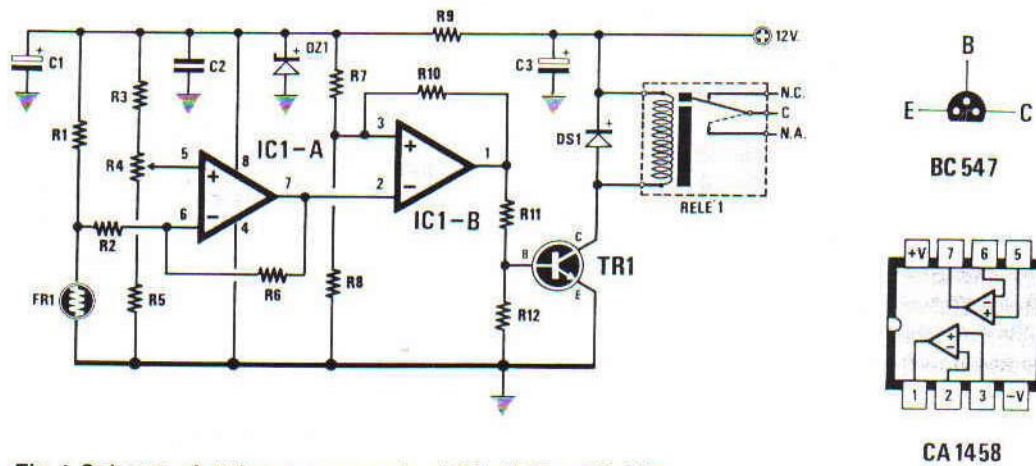 R9
12V.
C1
C2
DZ1
R7
R10
C3
N.C.
C
N.A.
R3
R1
IC1-A
3
DS1
R4
5
8
1
RELE 1
6
7
2
IC1-B
R11
R2
4
C
B
TR1
R6
R8
E
FR1
R5
R12
B
E
C
BC 547
+V 7 6 5
1 2 3 -V
CA 1458